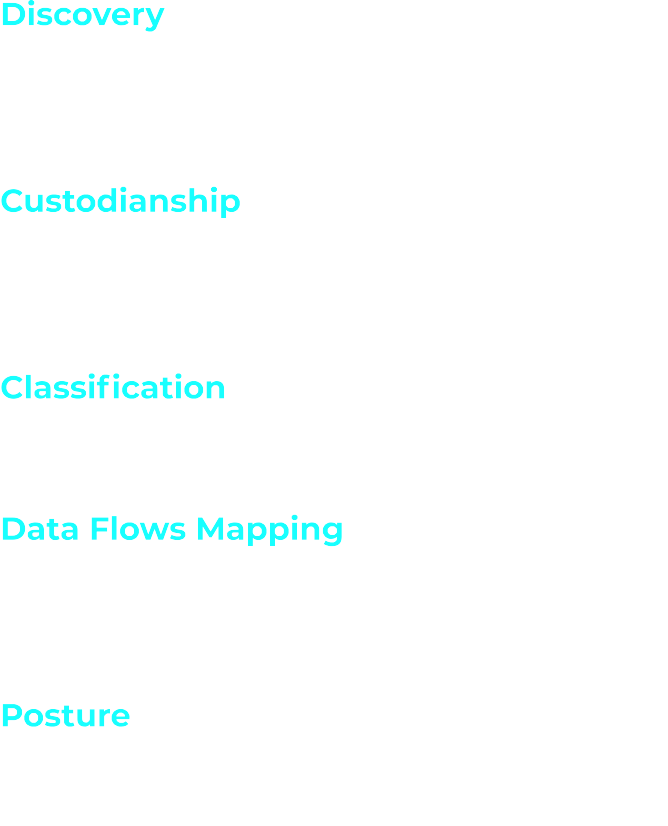 Discovery
Custodianship
Classification
Data Flows Mapping
Posture